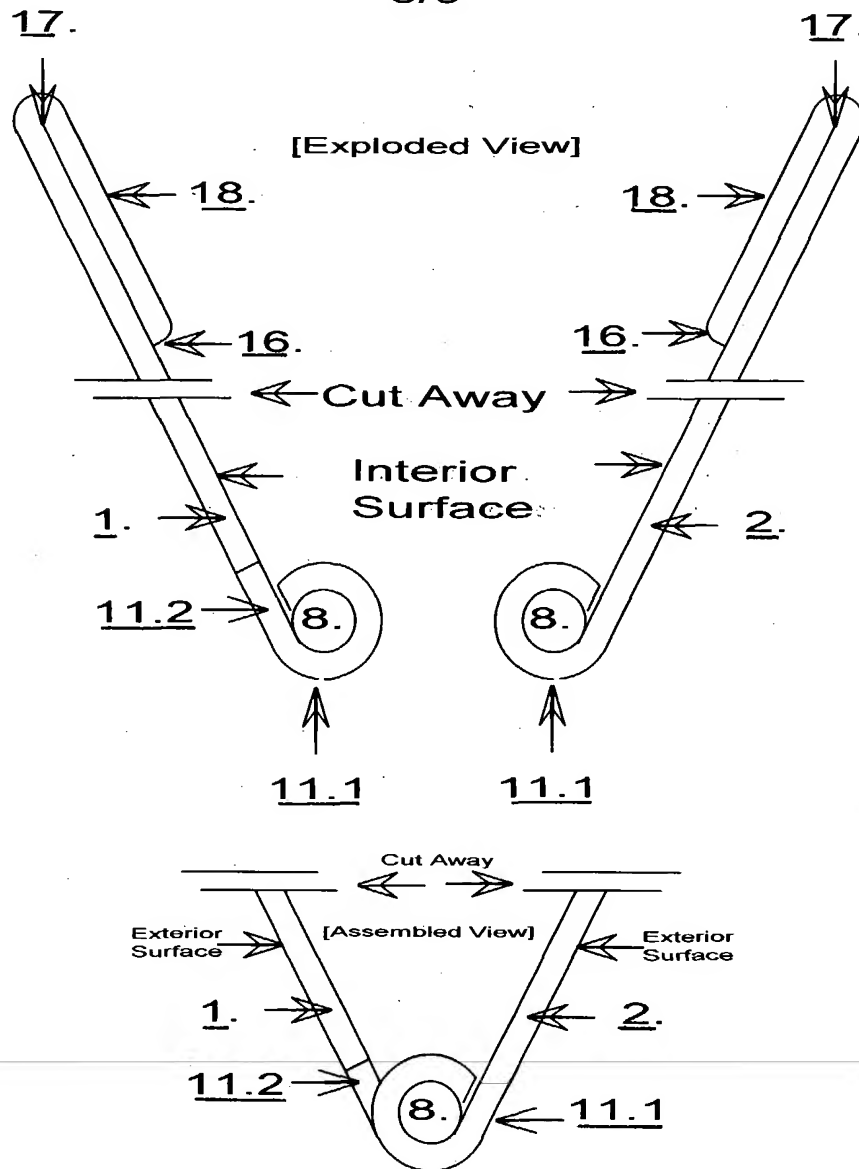 17. 17.
[Exploded View]
18. 18.
16. 16.
Cut Away
Interior
Surface
1. 2.
11.2 8. 8.
11.1 11.1
Cut Away
Exterior
Surface
[Assembled View]
Exterior
Surface
1. 2.
11.2 8. 11.1